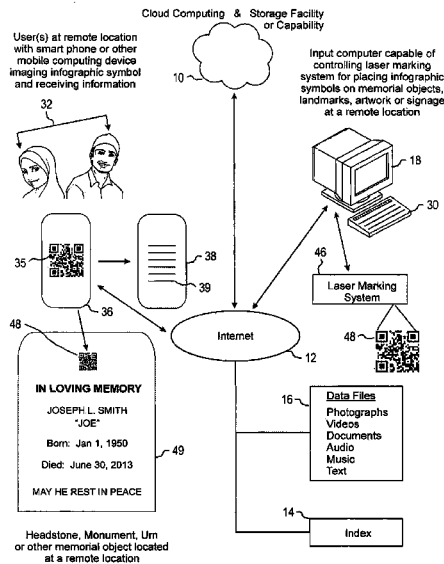 Cloud Computing & Storage Facility
or Capability
10
User(s) at remote location
with smart phone or other
mobile computing device
imaging infographic symbol
and receiving information
32
Input computer capable of
controlling laser marking
system for placing infographic
symbols on memorial objects,
landmarks, artwork or signage
at a remote location
18
30
35
36
38
39
46
Laser Marking
System
48
Internet
12
48
IN LOVING MEMORY
JOSEPH L. SMITH
"JOE"
Born: Jan 1, 1950
Died: June 30, 2013
MAY HE REST IN PEACE
49
Headstone, Monument, Urn
or other memorial object located
at a remote location
16
Data Files
Photographs
Videos
Documents
Audio
Music
Text
14
Index